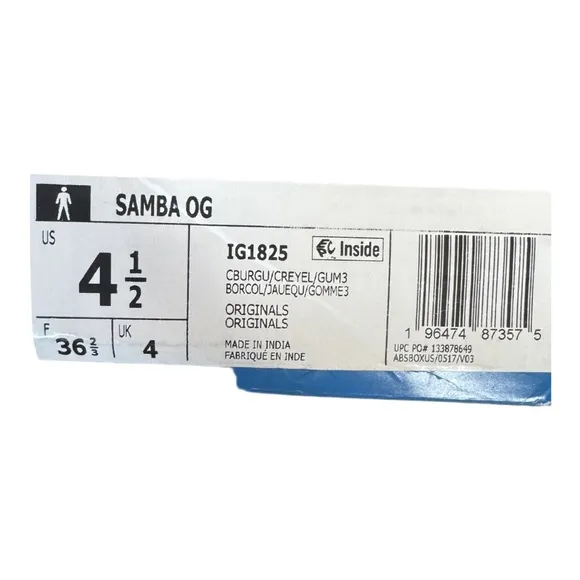 SAMBA OG
US
4 1/2
F
36 2/3
UK
4
IG1825
Inside
CBURGU/CREYEL/GUM3
BORCOL/JAUEQU/GOMME3
ORIGINALS
ORIGINALS
MADE IN INDIA
FABRIQUÉ EN INDE
1 96474 87357 5
UPC PO# 133878649
ABSBOXUS/0517/V03